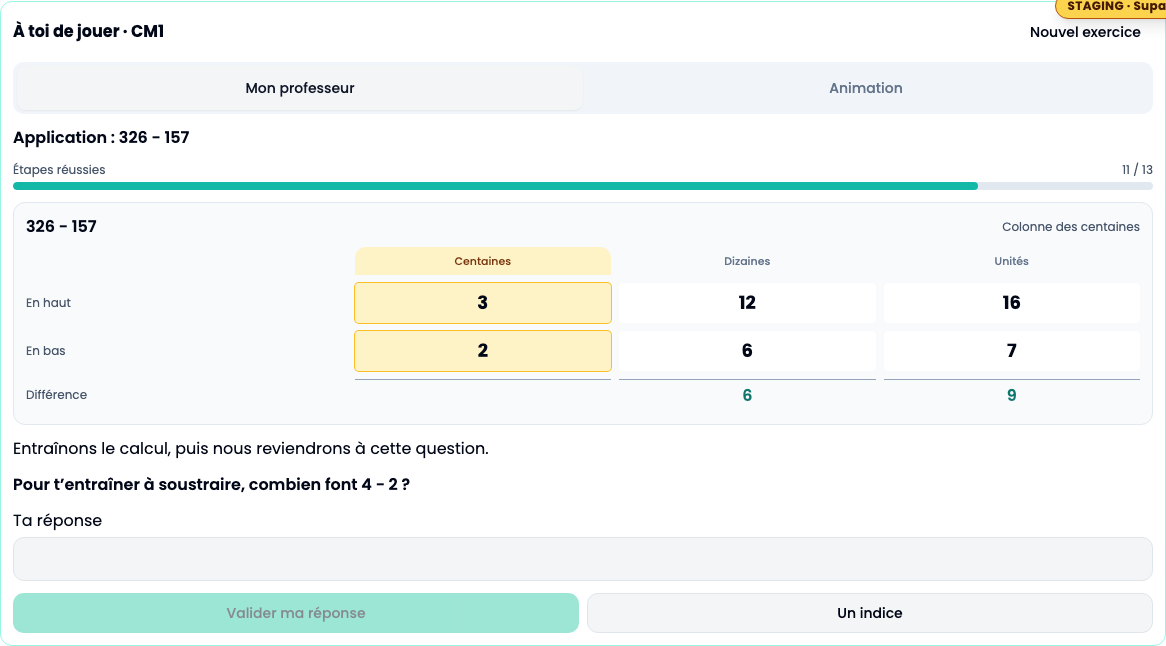 STAGING · Supa
À toi de jouer · CM1
Nouvel exercice
Mon professeur
Animation
Application : 326 − 157
Étapes réussies
11 / 13
326 − 157
Colonne des centaines
Centaines Dizaines Unités
En haut 3 12 16
En bas 2 6 7
Différence 6 9
Entraînons le calcul, puis nous reviendrons à cette question.
Pour t’entraîner à soustraire, combien font 4 − 2 ?
Ta réponse
Valider ma réponse
Un indice